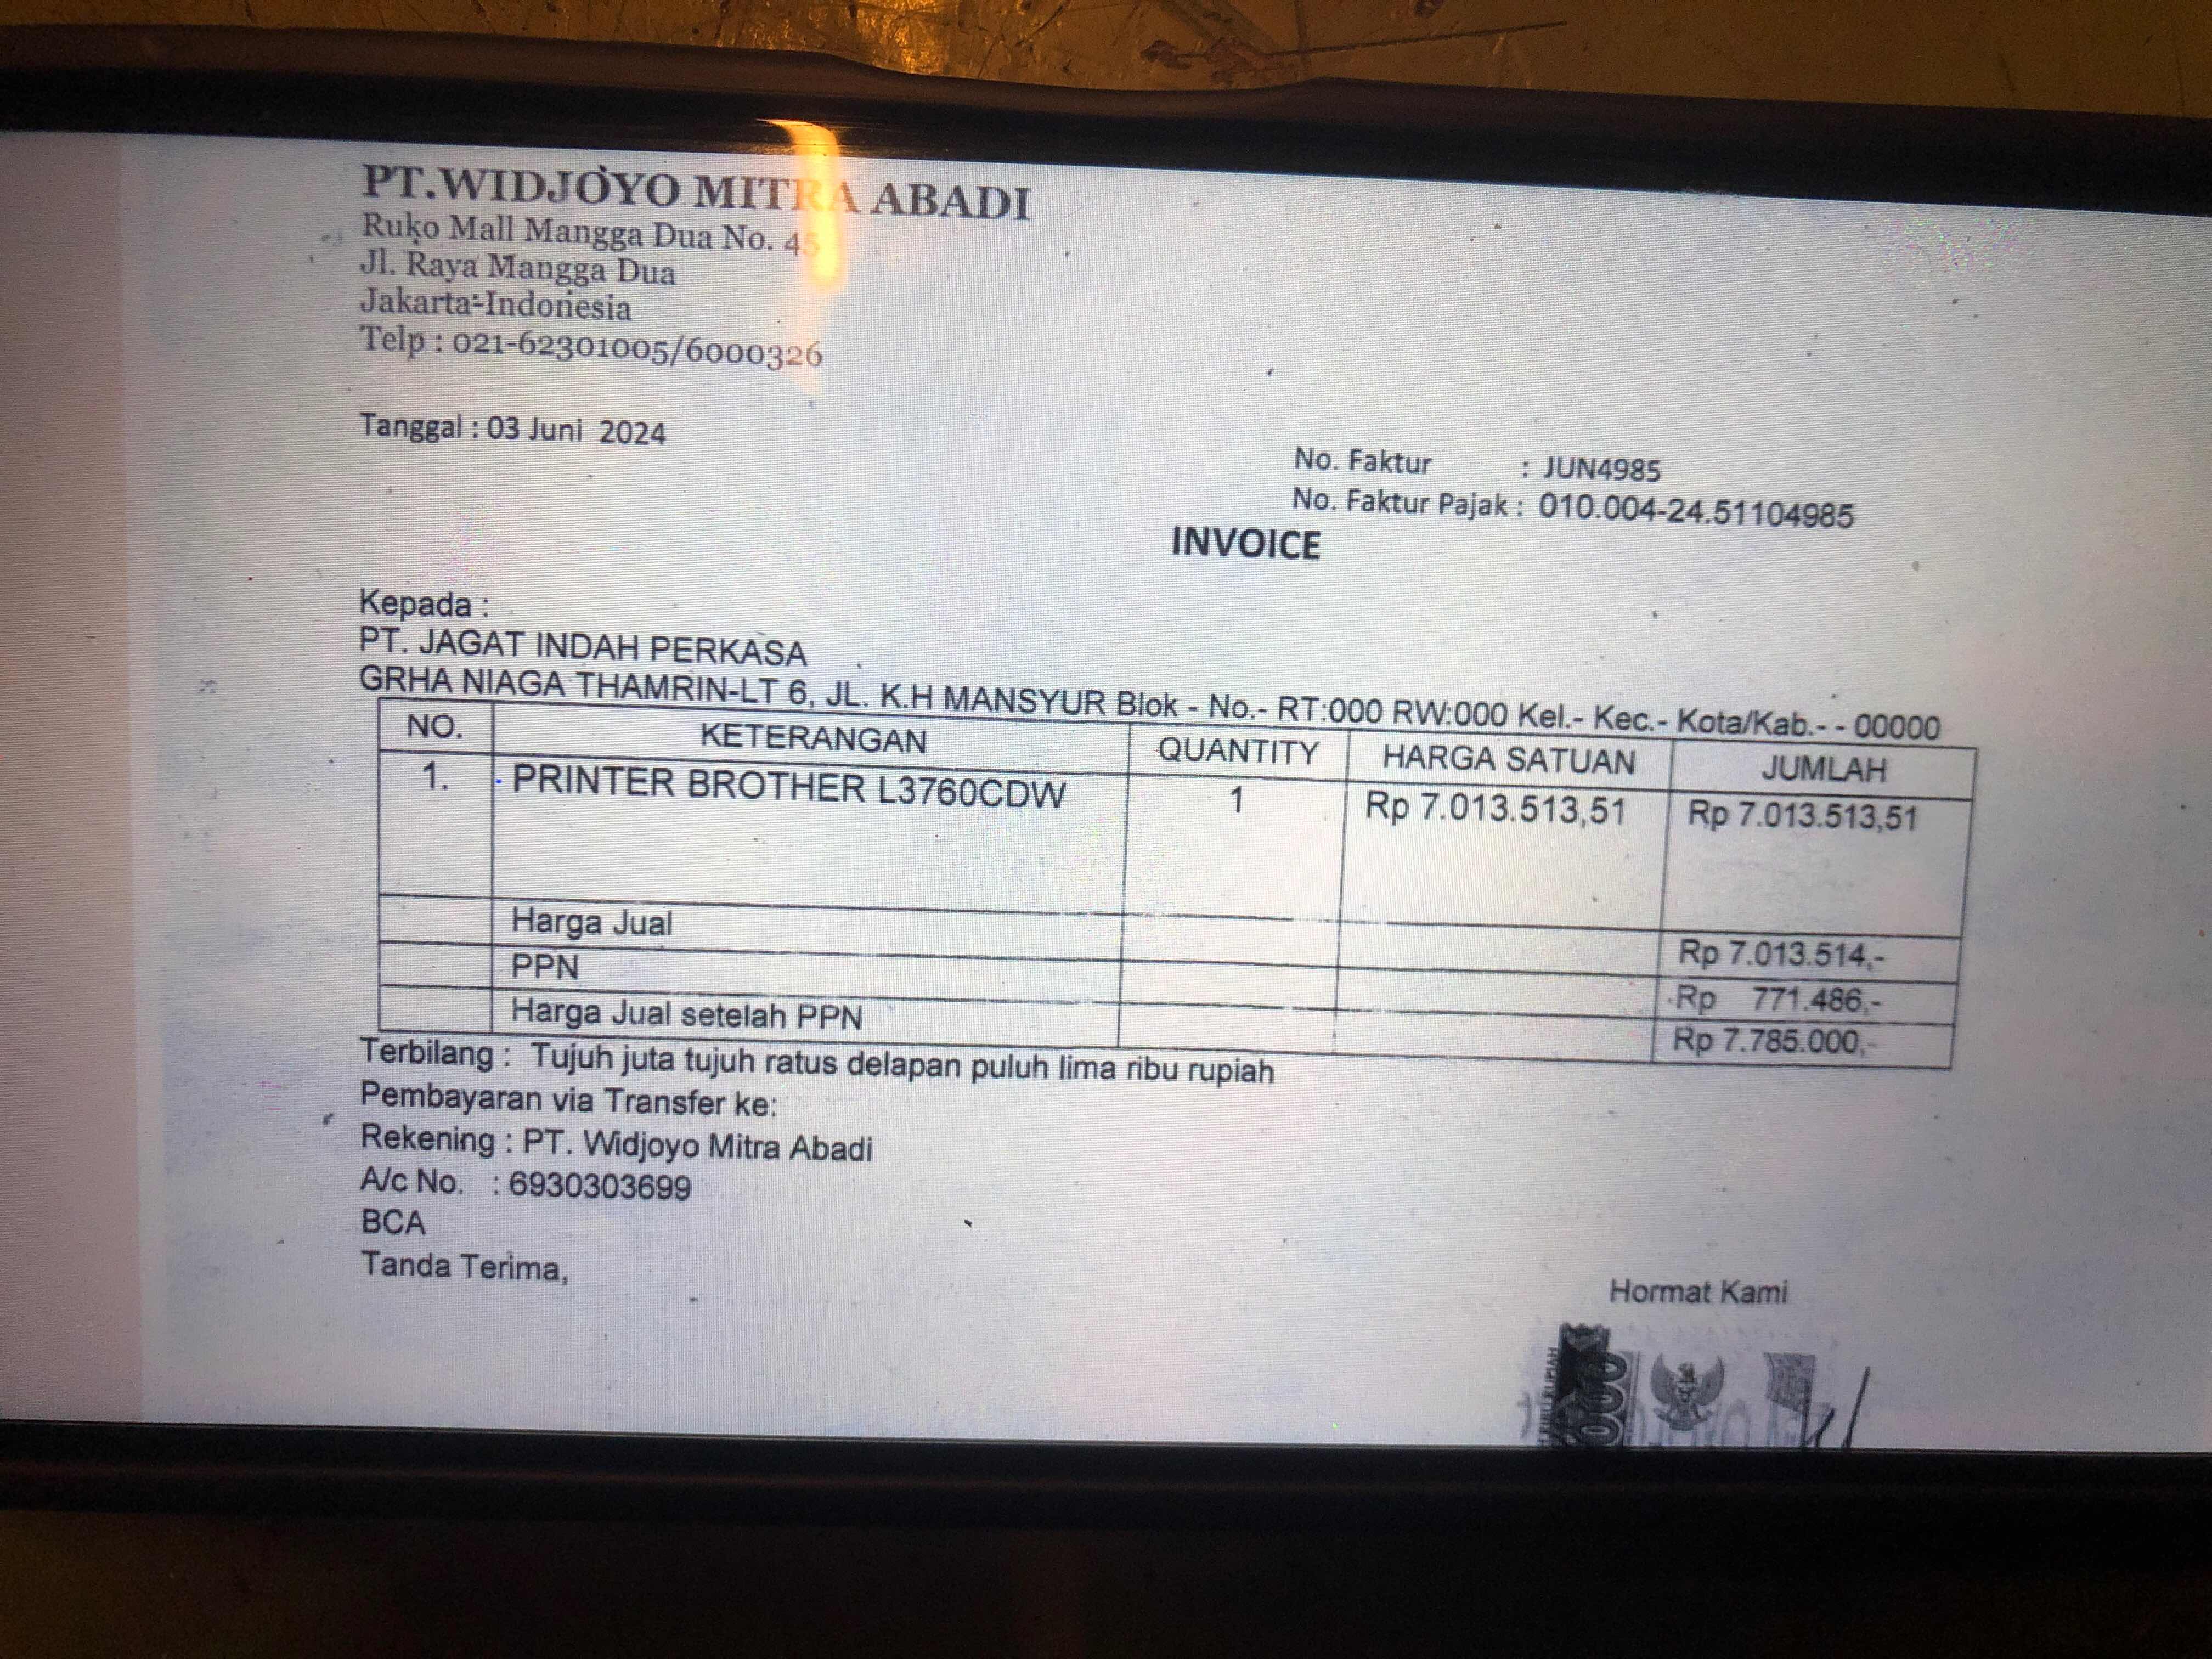 PT.WIDJOYO MITRA ABADI
Ruko Mall Mangga Dua No.
Jl. Raya Mangga Dua
Jakarta-Indonesia
Telp : 021-62301005/6000326
Tanggal : 03 Juni 2024
No. Faktur : JUN4985
No. Faktur Pajak : 010.004-24.51104985
INVOICE
Kepada :
PT. JAGAT INDAH PERKASA
GRHA NIAGA THAMRIN-LT 6, JL. K.H MANSYUR Blok - No.- RT:000 RW:000 Kel.- Kec.- Kota/Kab.- - 00000
NO. KETERANGAN QUANTITY HARGA SATUAN JUMLAH
1. PRINTER BROTHER L3760CDW 1 Rp 7.013.513,51 Rp 7.013.513,51
Harga Jual Rp 7.013.514,-
PPN Rp 771.486,-
Harga Jual setelah PPN Rp 7.785.000,-
Terbilang : Tujuh juta tujuh ratus delapan puluh lima ribu rupiah
Pembayaran via Transfer ke:
Rekening : PT. Widjoyo Mitra Abadi
A/c No. : 6930303699
BCA
Tanda Terima,
Hormat Kami